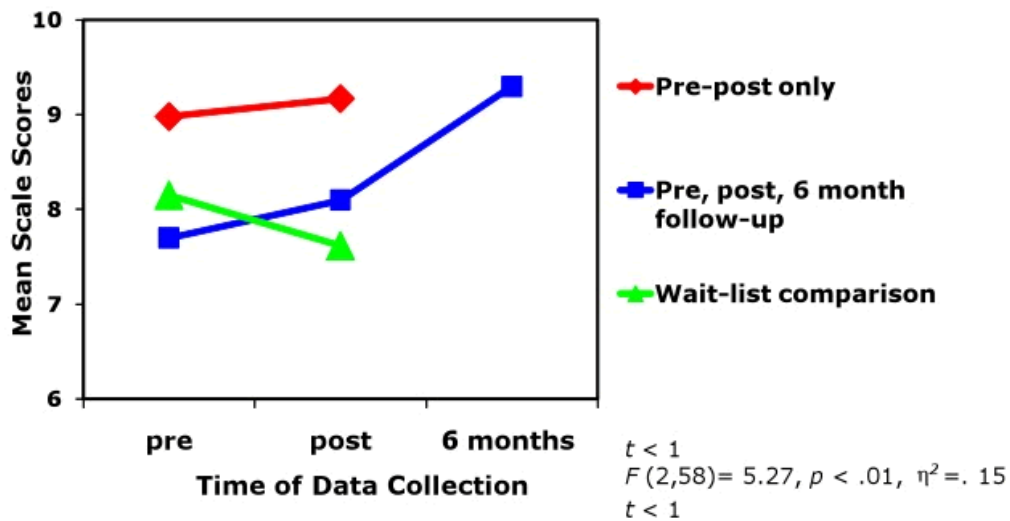 10
9
8
7
6
Mean Scale Scores
pre
post
6 months
Time of Data Collection
Pre-post only
Pre, post, 6 month
follow-up
Wait-list comparison
t < 1
F (2,58)= 5.27, p < .01, η²=. 15
t < 1